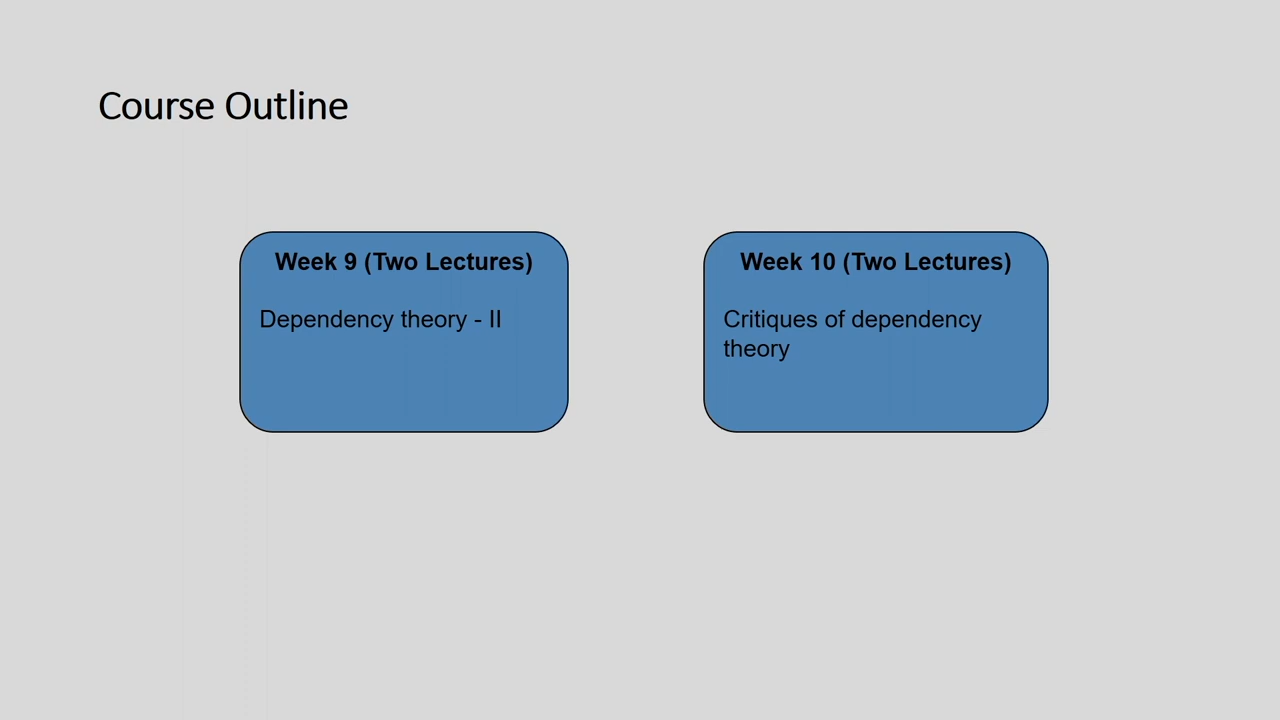 Course Outline
Week 9 (Two Lectures)
Dependency theory - II
Week 10 (Two Lectures)
Critiques of dependency
theory